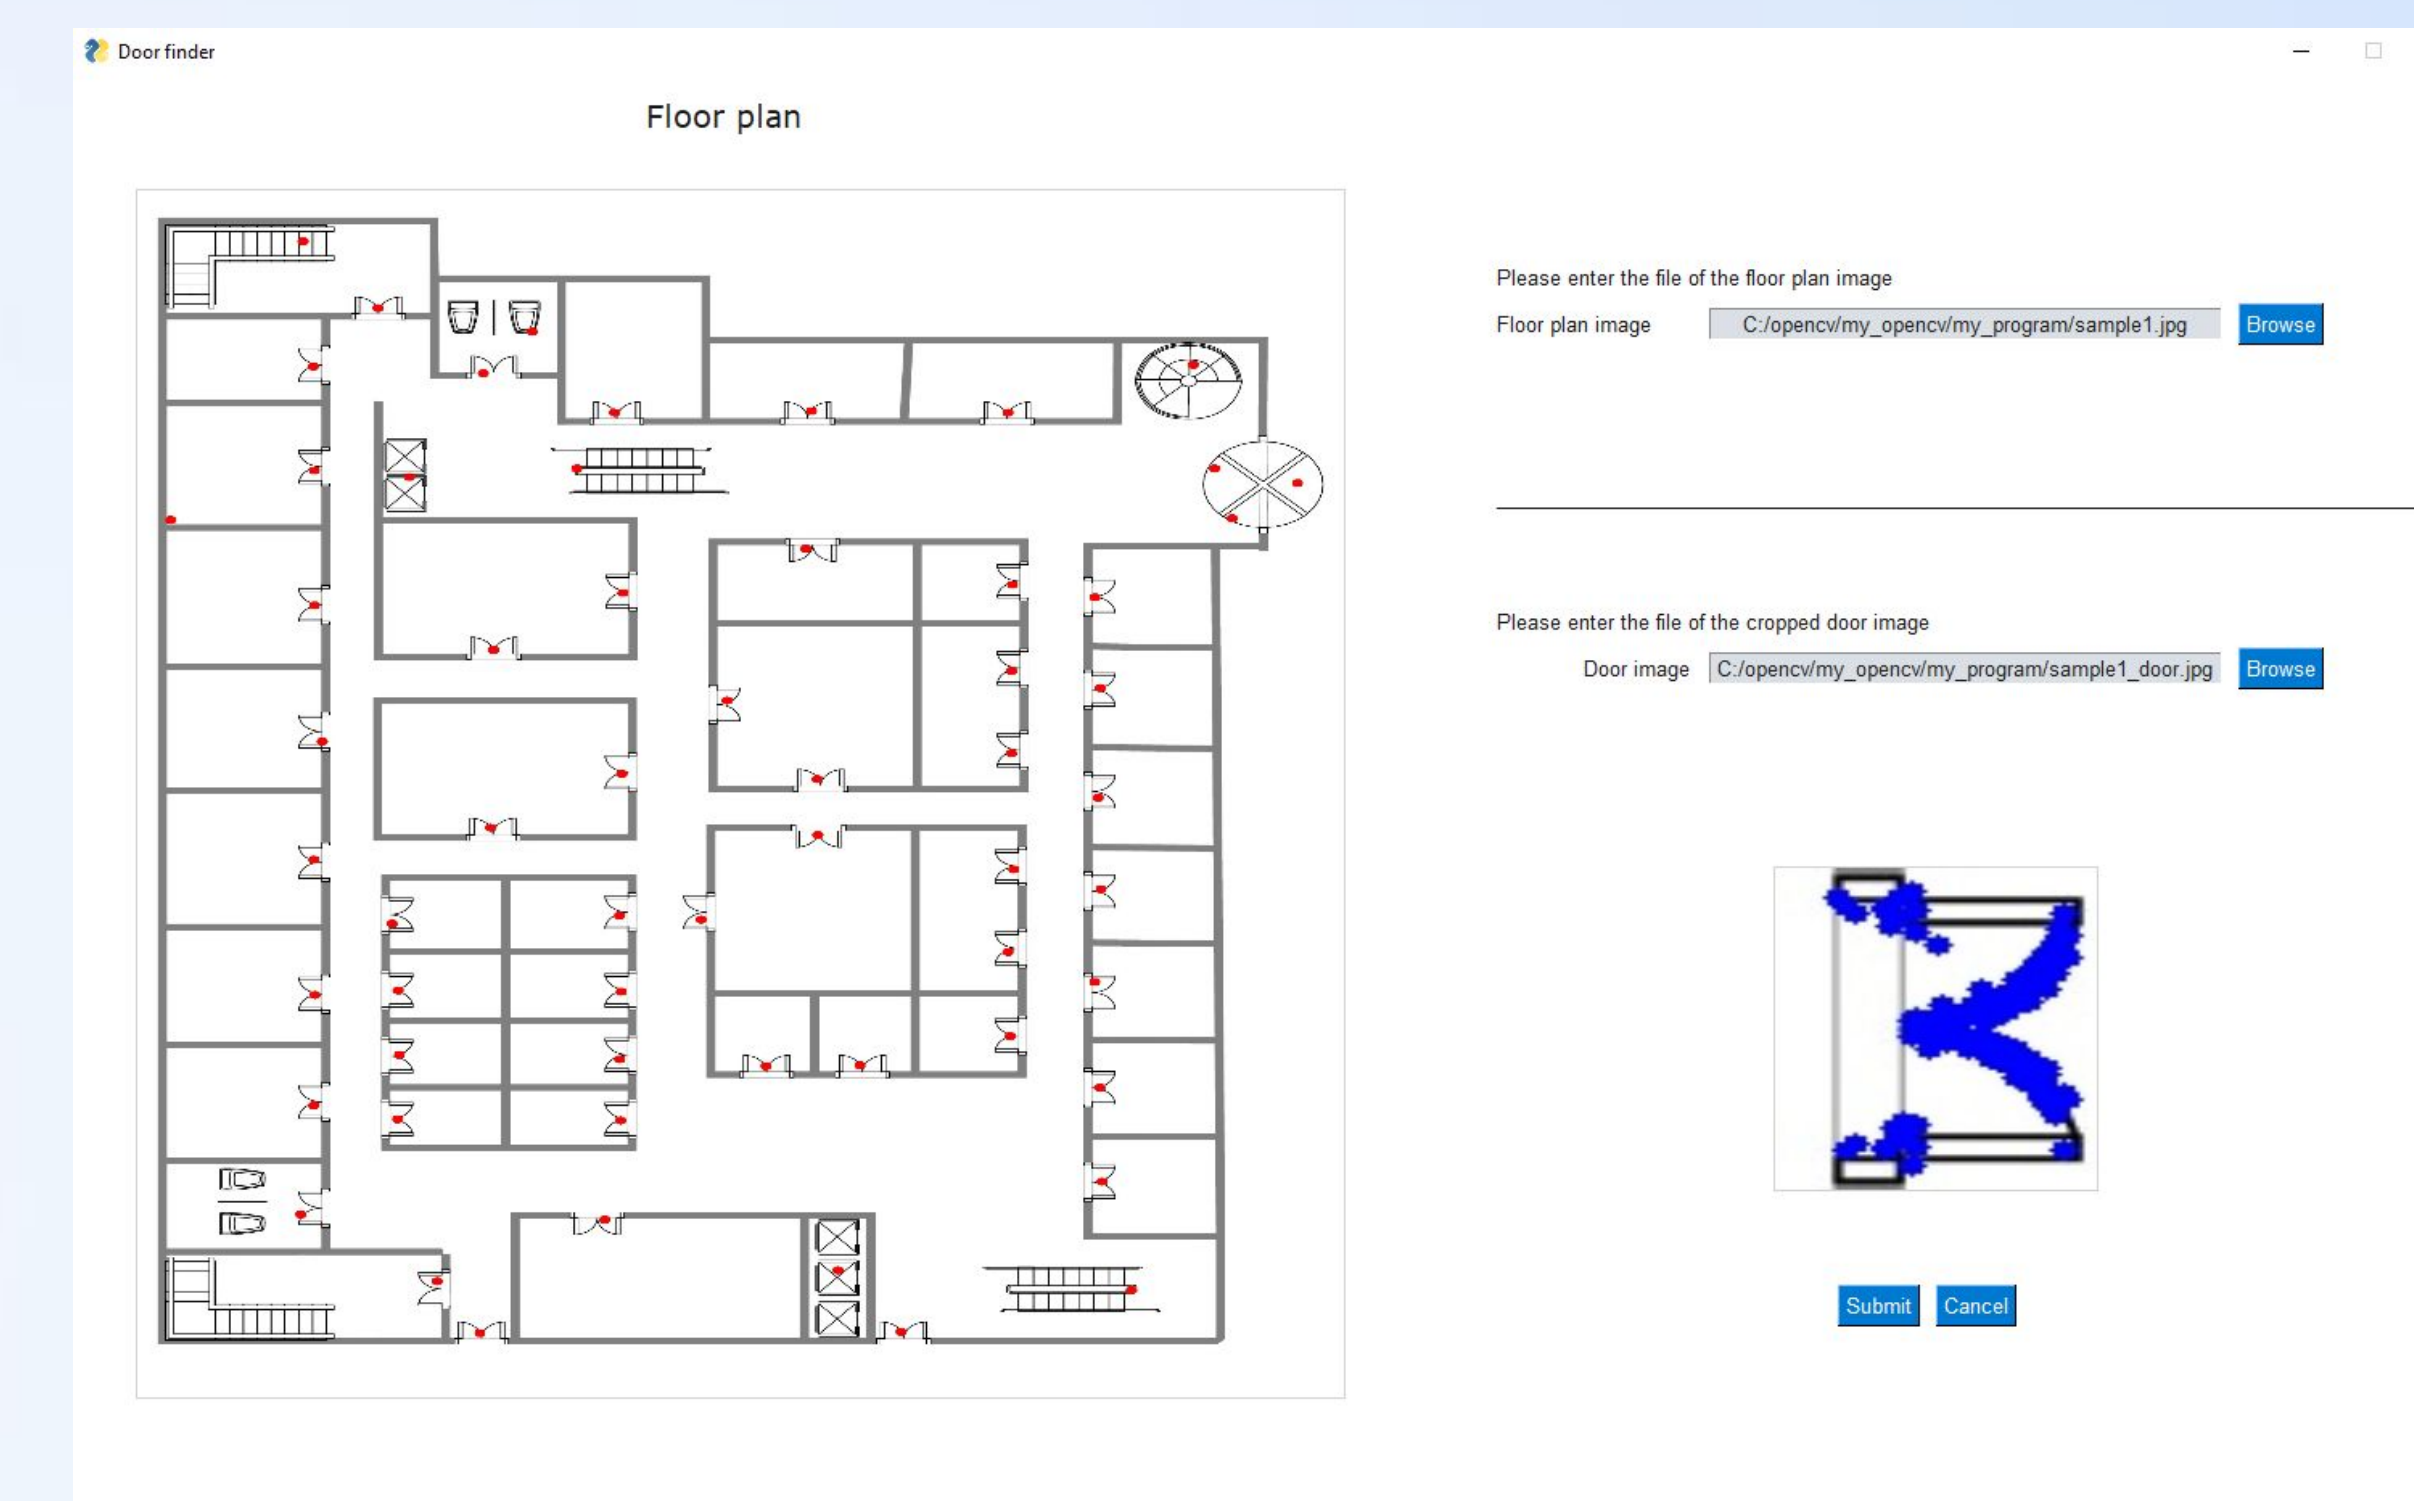 Door finder
Floor plan
Please enter the file of the floor plan image
Floor plan image C:/opencv/my_opencv/my_program/sample1.jpg Browse
Please enter the file of the cropped door image
Door image C:/opencv/my_opencv/my_program/sample1_door.jpg Browse
Submit Cancel